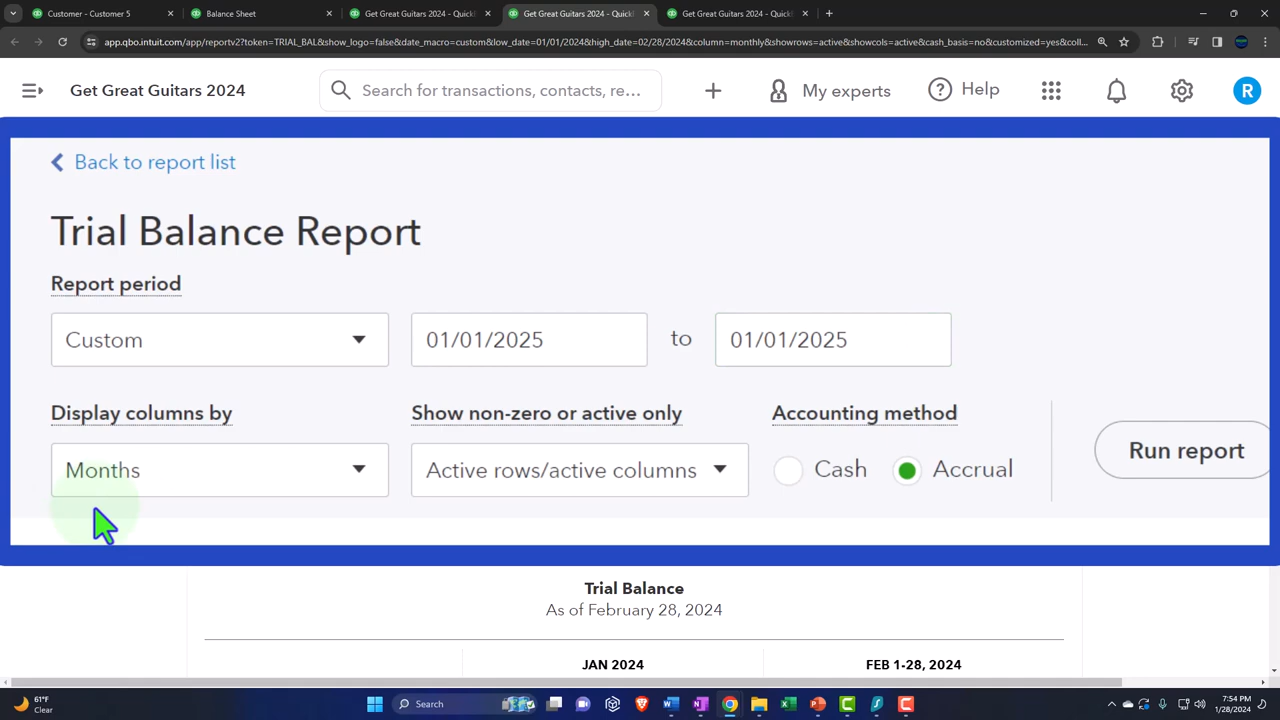 Customer - Customer 5
Balance Sheet
Get Great Guitars 2024 - QuickB
Get Great Guitars 2024 - QuickB
Get Great Guitars 2024 - QuickB
app.qbo.intuit.com/app/reportv2?token=TRIAL_BAL&show_logo=false&date_macro=custom&low_date=01/01/2024&high_date=02/28/2024&column=monthly&showrows=active&showcols=active&cash_basis=no&customized=yes&coll...
Get Great Guitars 2024
Search for transactions, contacts, re...
My experts
Help
R
Back to report list
Trial Balance Report
Report period
Custom
01/01/2025
to
01/01/2025
Display columns by
Show non-zero or active only
Accounting method
Months
Active rows/active columns
Cash
Accrual
Run report
Trial Balance
As of February 28, 2024
JAN 2024
FEB 1-28, 2024
61°F
Clear
Search
7:54 PM
1/28/2024